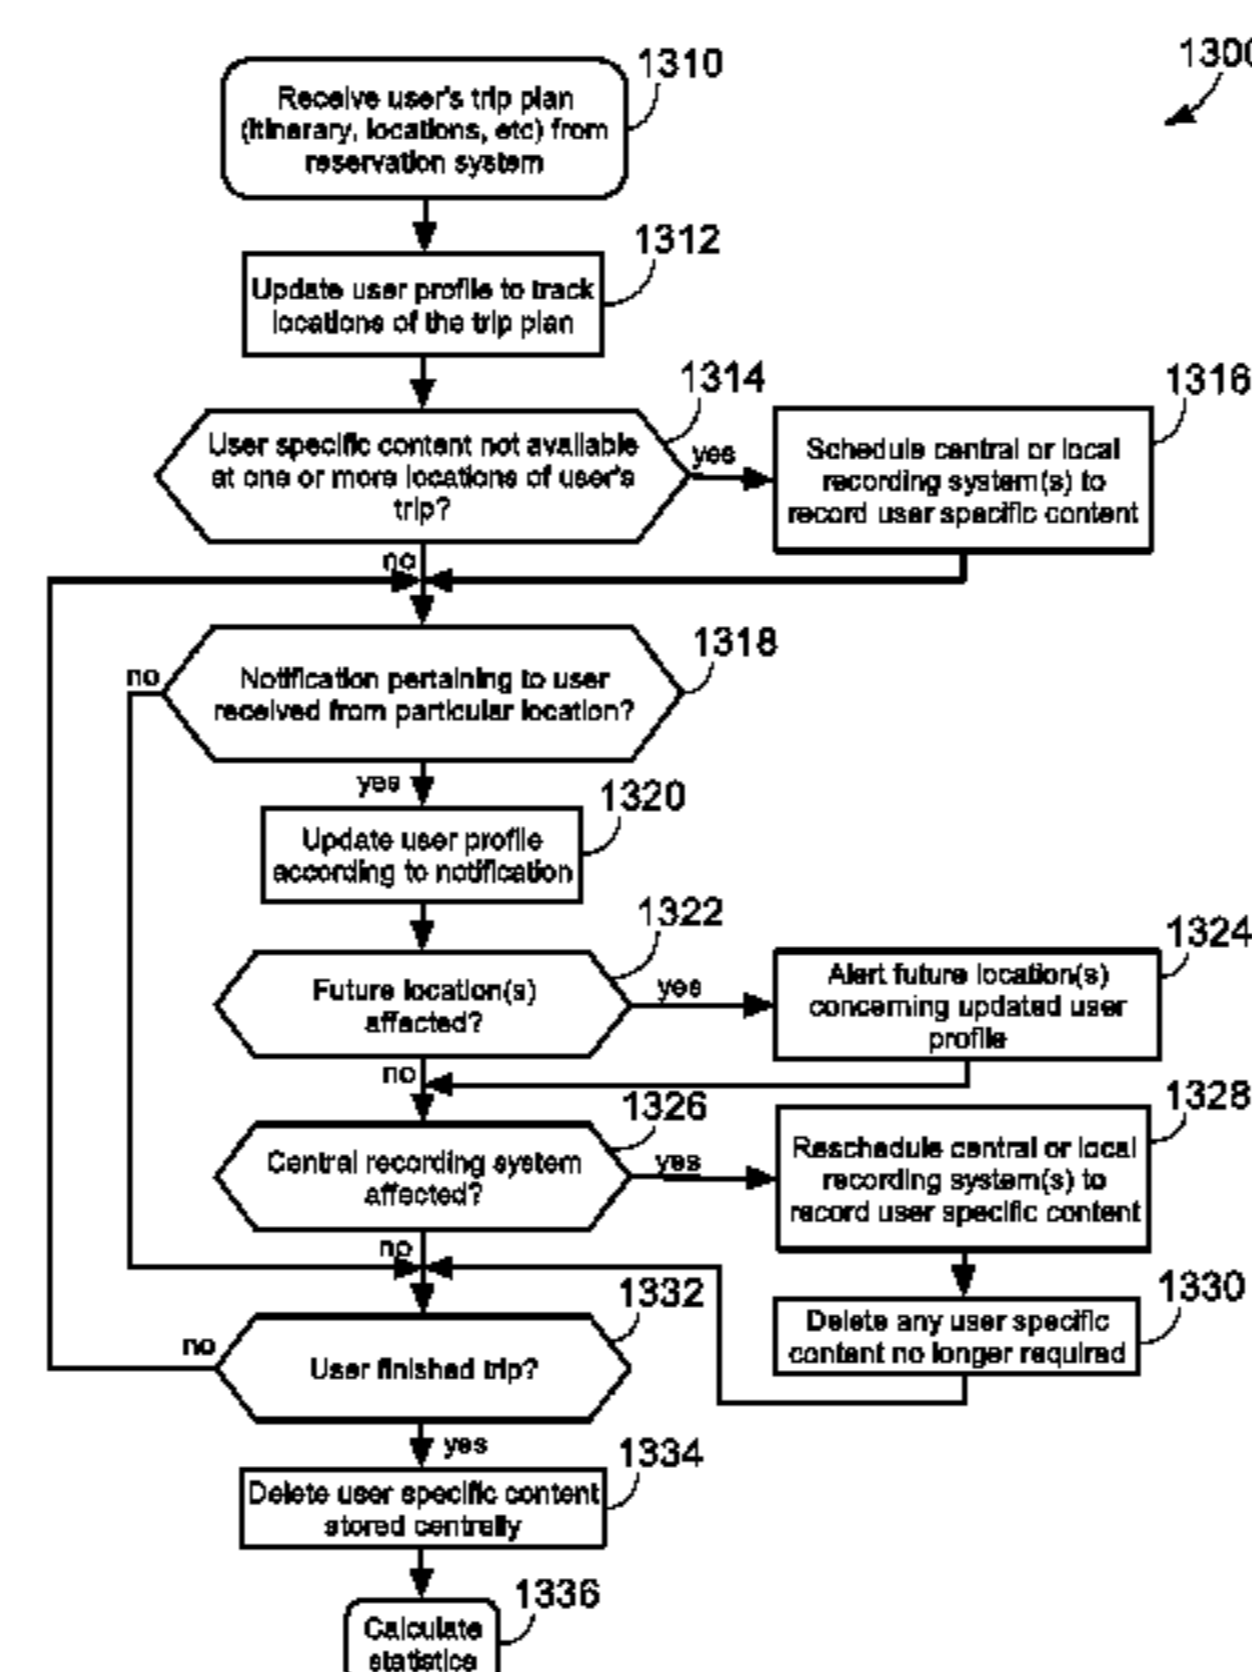 1300
1310
Receive user's trip plan
(itinerary, locations, etc) from
reservation system
1312
Update user profile to track
locations of the trip plan
1314
User specific content not available
at one or more locations of user's
trip?
yes
1316
Schedule central or local
recording system(s) to
record user specific content
no
1318
Notification pertaining to user
received from particular location?
no
yes
1320
Update user profile
according to notification
1322
Future location(s)
affected?
yes
1324
Alert future location(s)
concerning updated user
profile
no
1326
Central recording system
affected?
yes
1328
Reschedule central or local
recording system(s) to
record user specific content
no
1330
Delete any user specific
content no longer required
1332
User finished trip?
no
yes
1334
Delete user specific content
stored centrally
1336
Calculate
statistics